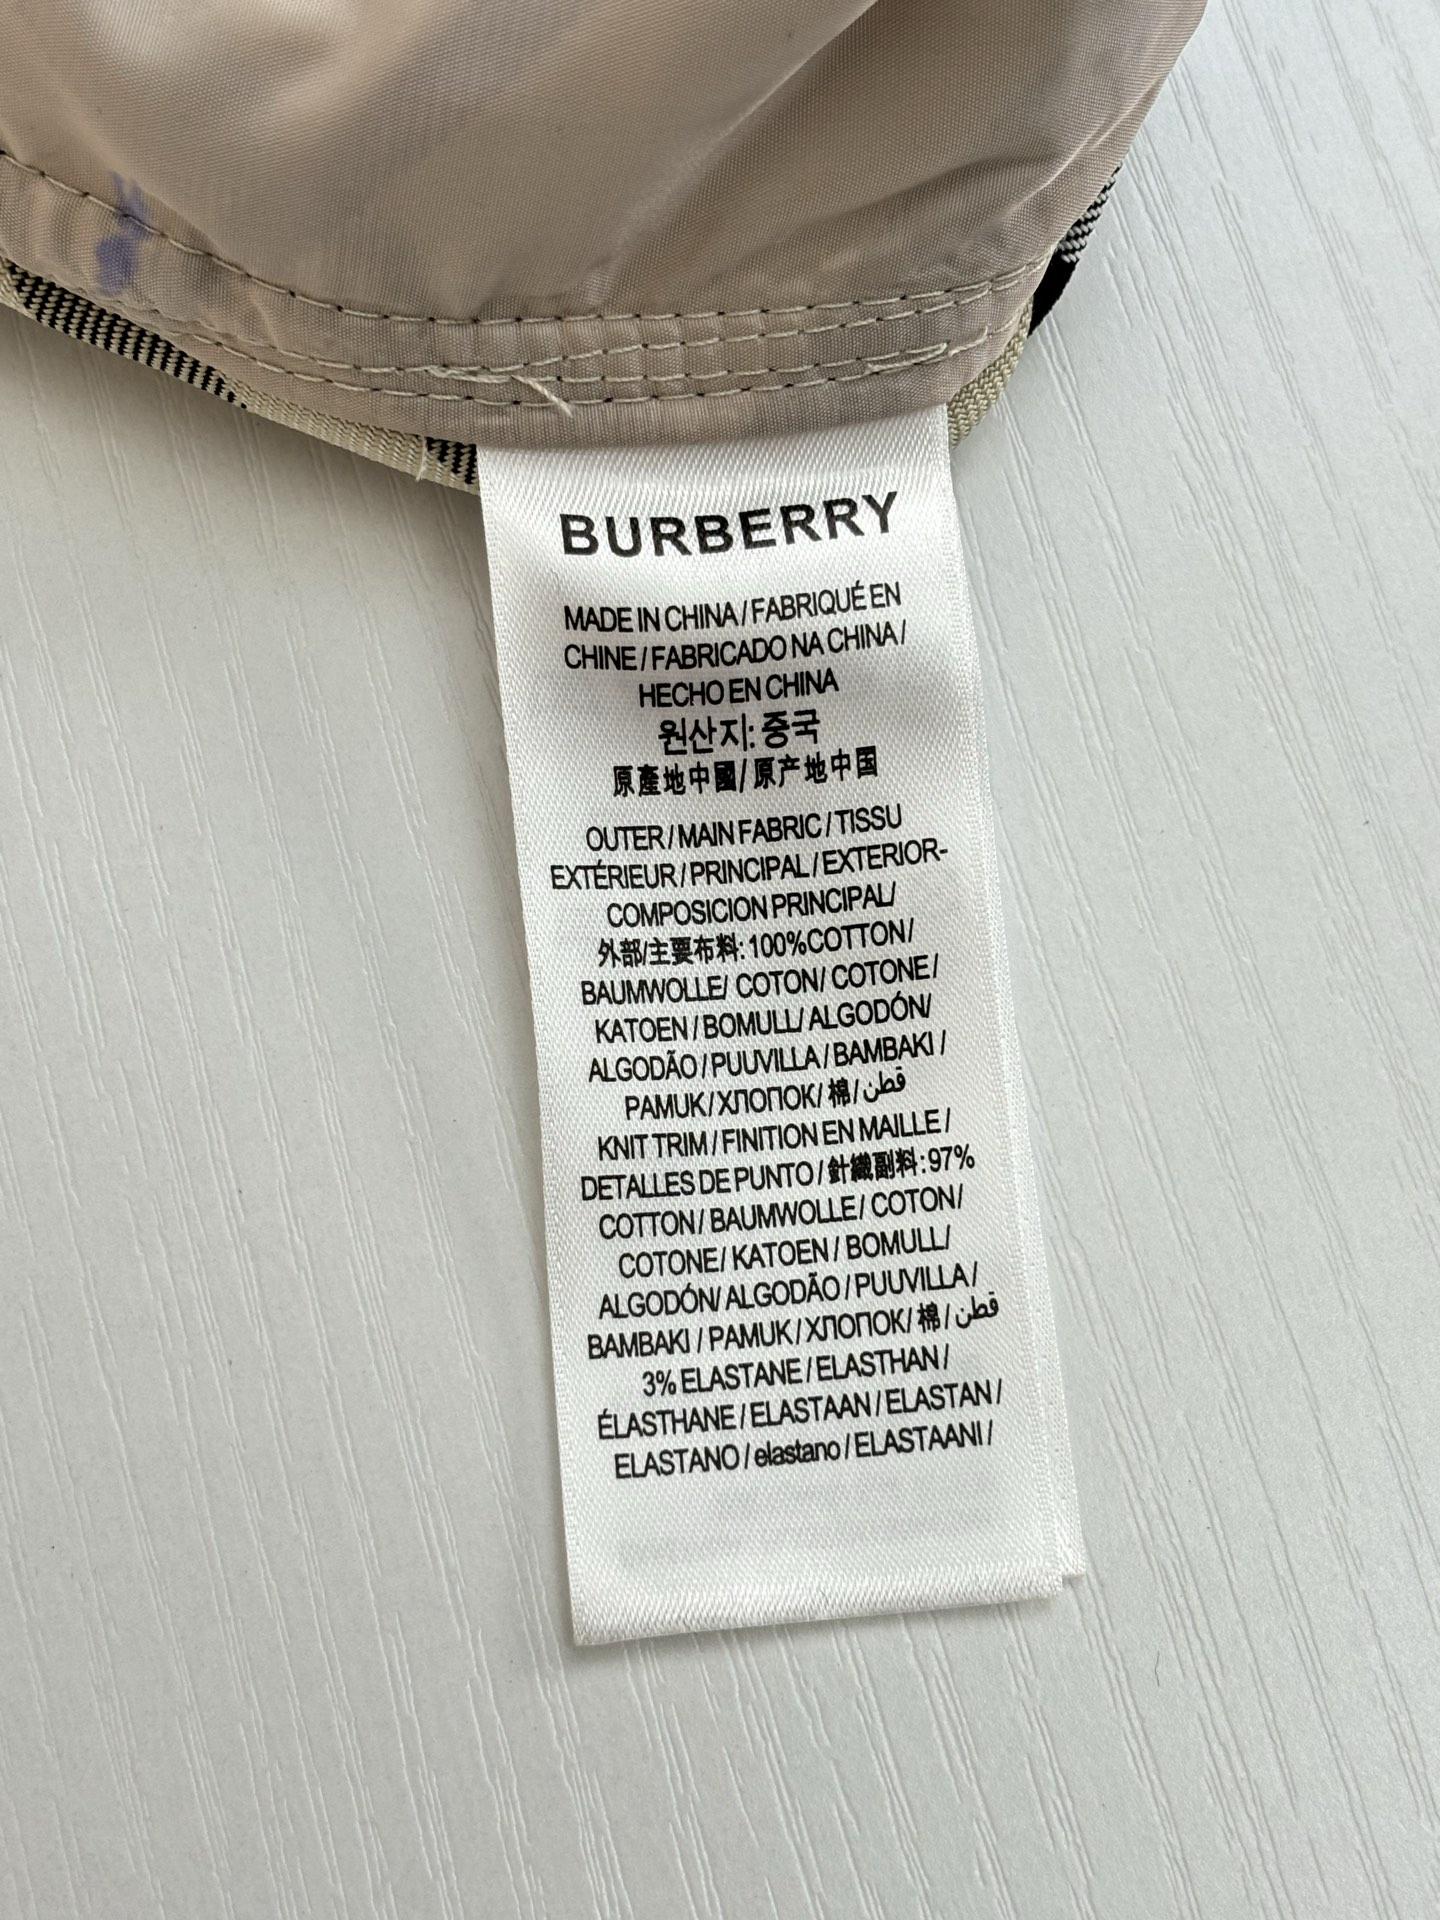 BURBERRY
MADE IN CHINA / FABRIQUÉ EN
CHINE / FABRICADO NA CHINA /
HECHO EN CHINA
원산지: 중국
原產地中國/ 原产地中国
OUTER / MAIN FABRIC / TISSU
EXTÉRIEUR / PRINCIPAL / EXTERIOR-
COMPOSICION PRINCIPAL/
外部/主要布料: 100%COTTON /
BAUMWOLLE/ COTON/ COTONE /
KATOEN / BOMULL/ ALGODÓN/
ALGODÃO / PUUVILLA / BAMBAKI /
PAMUK / ХЛОПОК/ 棉 / قطن
KNIT TRIM / FINITION EN MAILLE /
DETALLES DE PUNTO / 針織副料: 97%
COTTON / BAUMWOLLE / COTON/
COTONE/ KATOEN / BOMULL/
ALGODÓN/ ALGODÃO / PUUVILLA /
BAMBAKI / PAMUK / ХЛОПОК/ 棉 / قطن
3% ELASTANE / ELASTHAN /
ÉLASTHANE / ELASTAAN / ELASTAN /
ELASTANO / elastano / ELASTAANI /